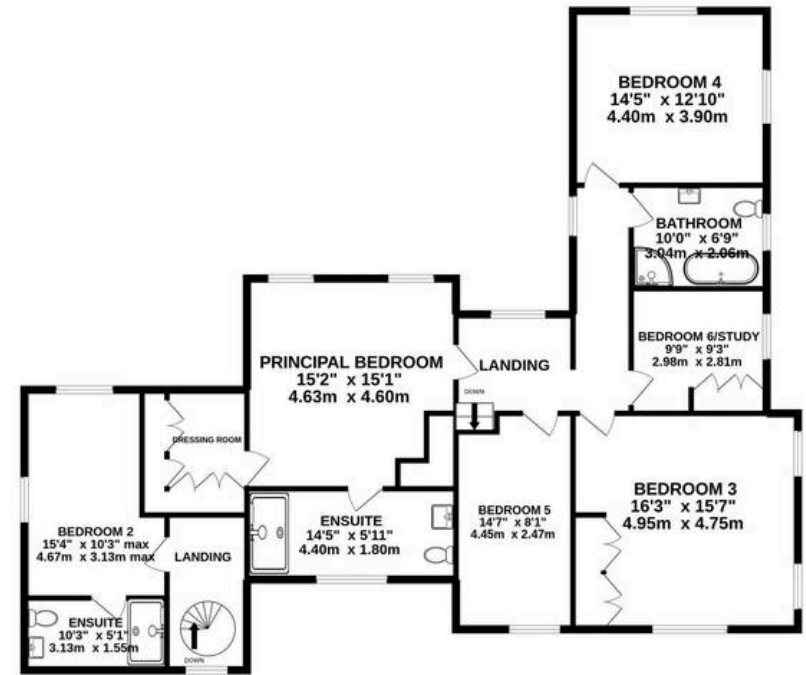 BEDROOM 4
14'5" x 12'10"
4.40m x 3.90m
BATHROOM
10'0" x 6'9"
3.04m x 2.06m
BEDROOM 6/STUDY
9'9" x 9'3"
2.98m x 2.81m
LANDING
DOWN
PRINCIPAL BEDROOM
15'2" x 15'1"
4.63m x 4.60m
DRESSING ROOM
BEDROOM 3
16'3" x 15'7"
4.95m x 4.75m
BEDROOM 5
14'7" x 8'1"
4.45m x 2.47m
ENSUITE
14'5" x 5'11"
4.40m x 1.80m
BEDROOM 2
15'4" x 10'3" max
4.67m x 3.13m max
LANDING
DOWN
ENSUITE
10'3" x 5'1"
3.13m x 1.55m